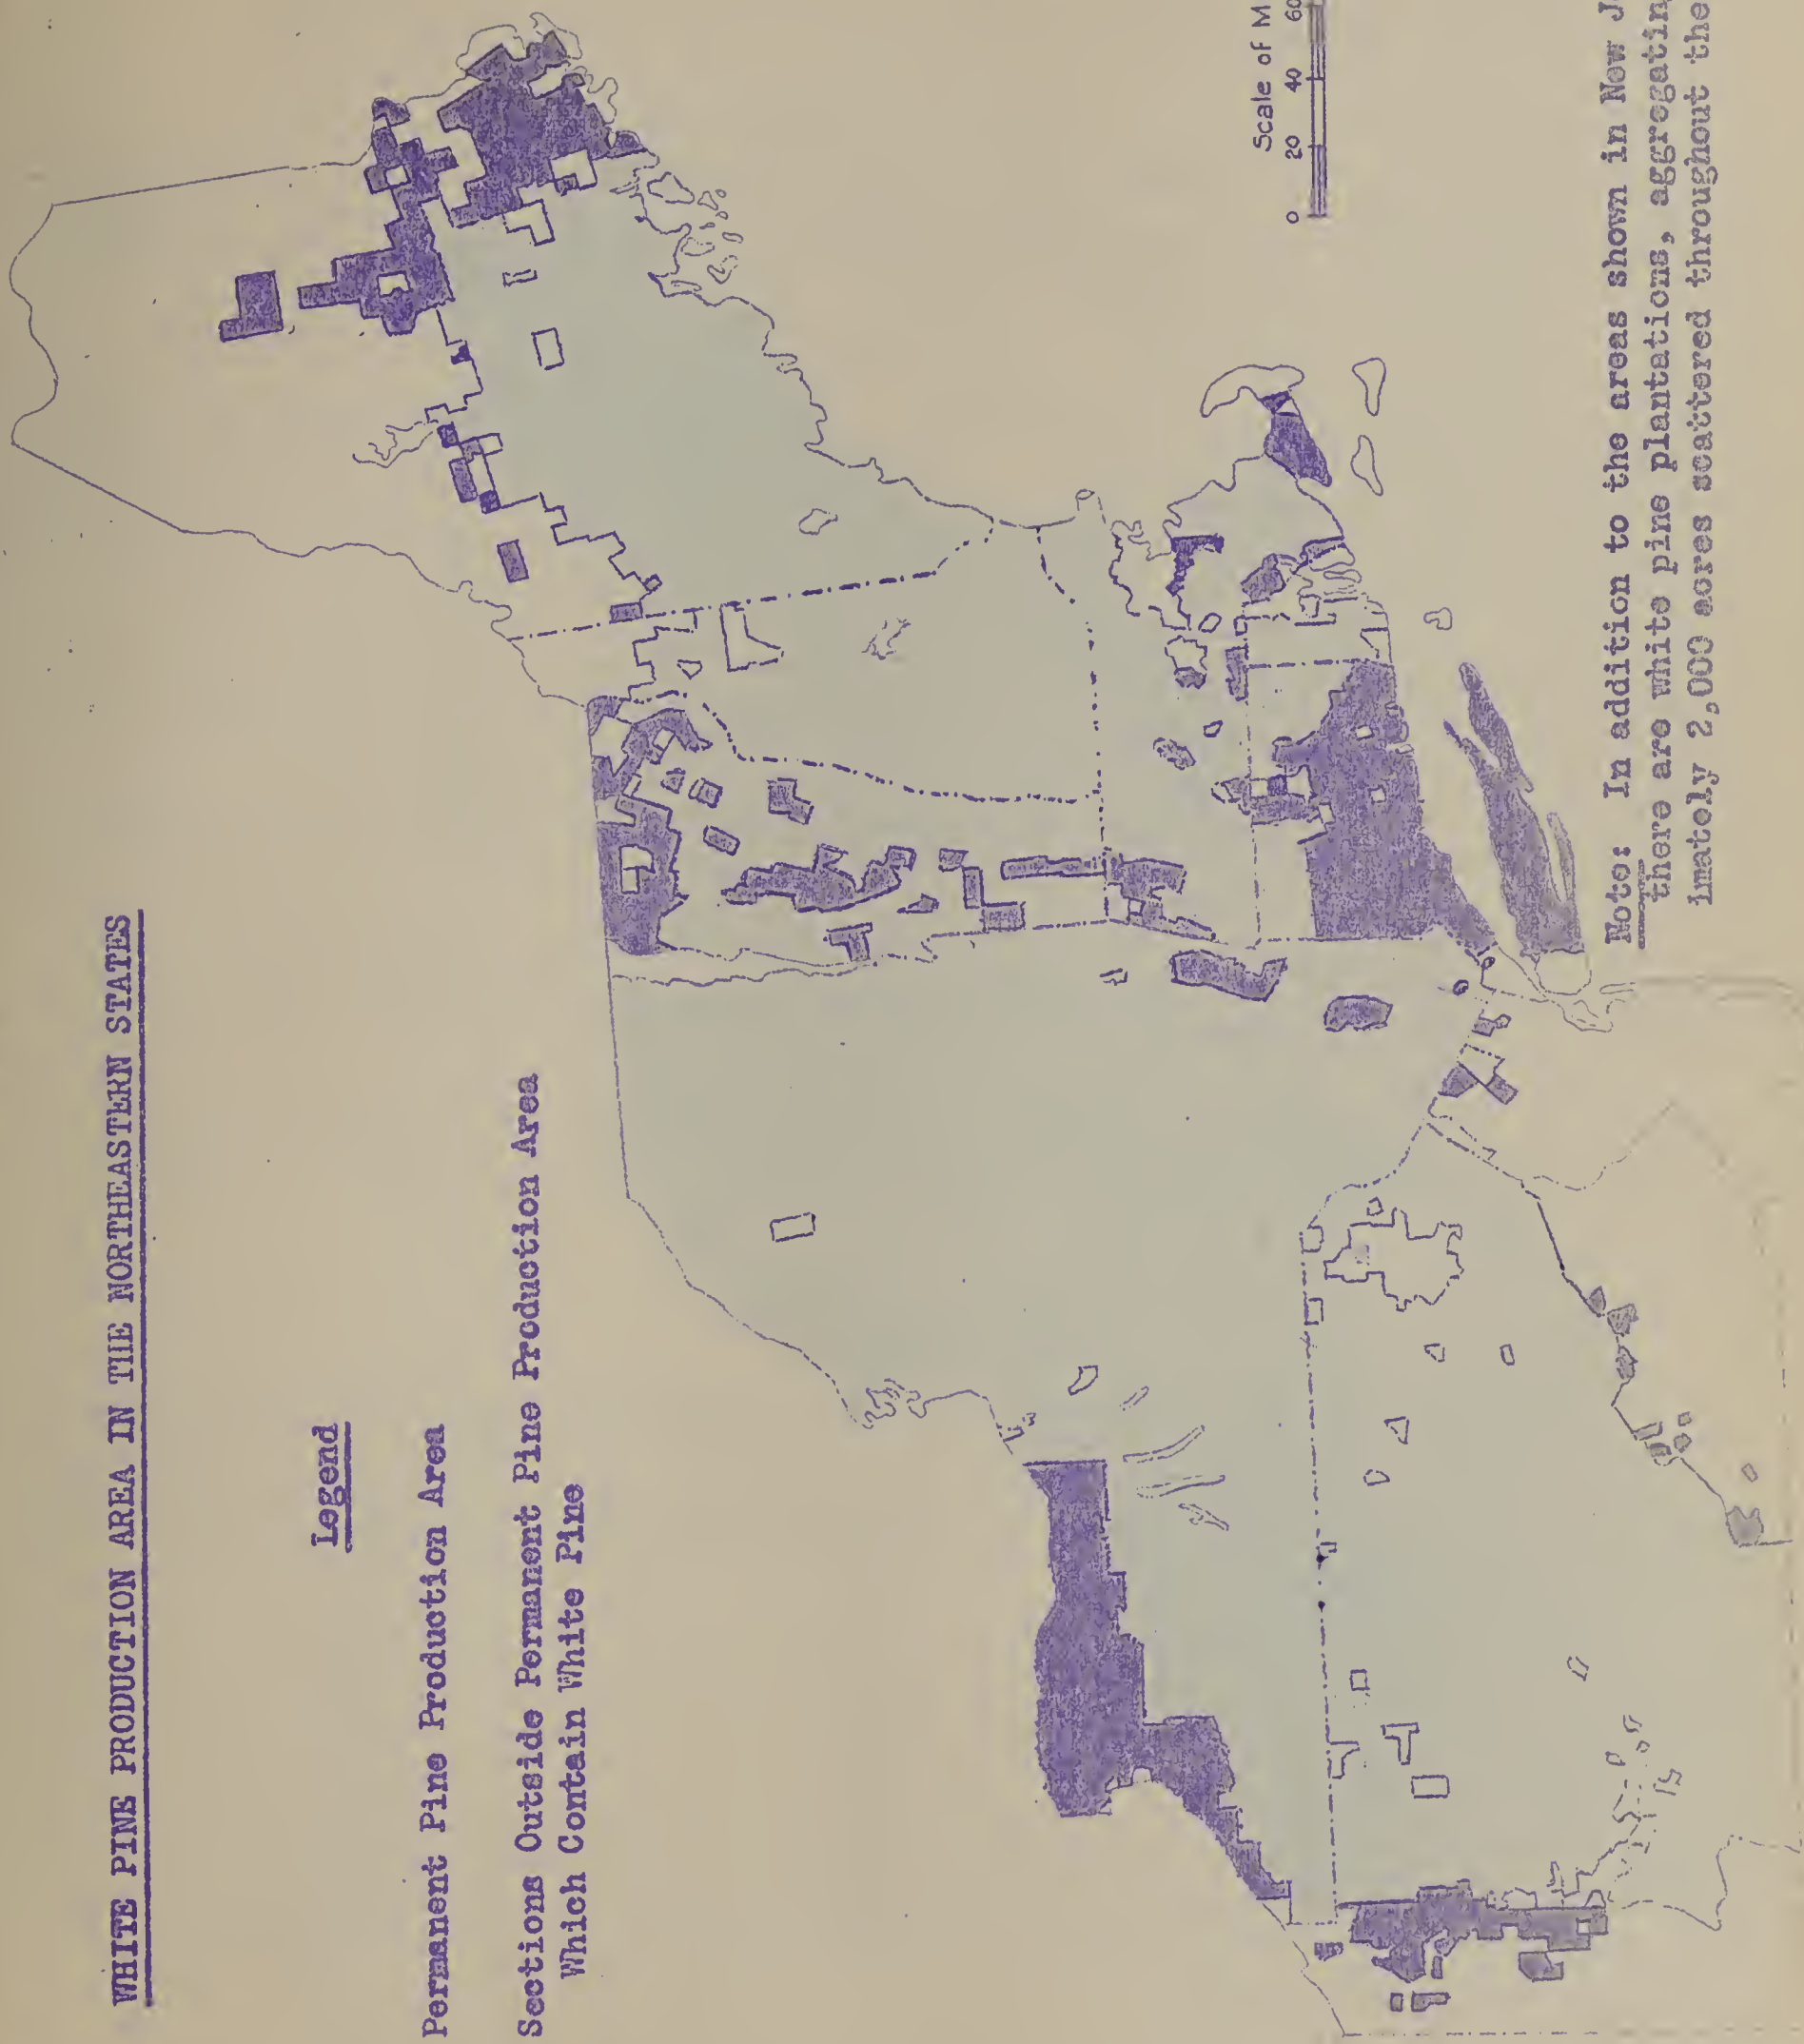 WHITE PINE PRODUCTION AREA IN THE NORTHEASTERN STATES
Legend
Permanent Pine Production Area
Sections Outside Permanent Pine Production Area
Which Contain White Pine
Scale of M
0 20 40 60
Note: In addition to the areas shown in New J
there are white pine plantations, aggregatin
imately 2,000 acres scattered throughout the